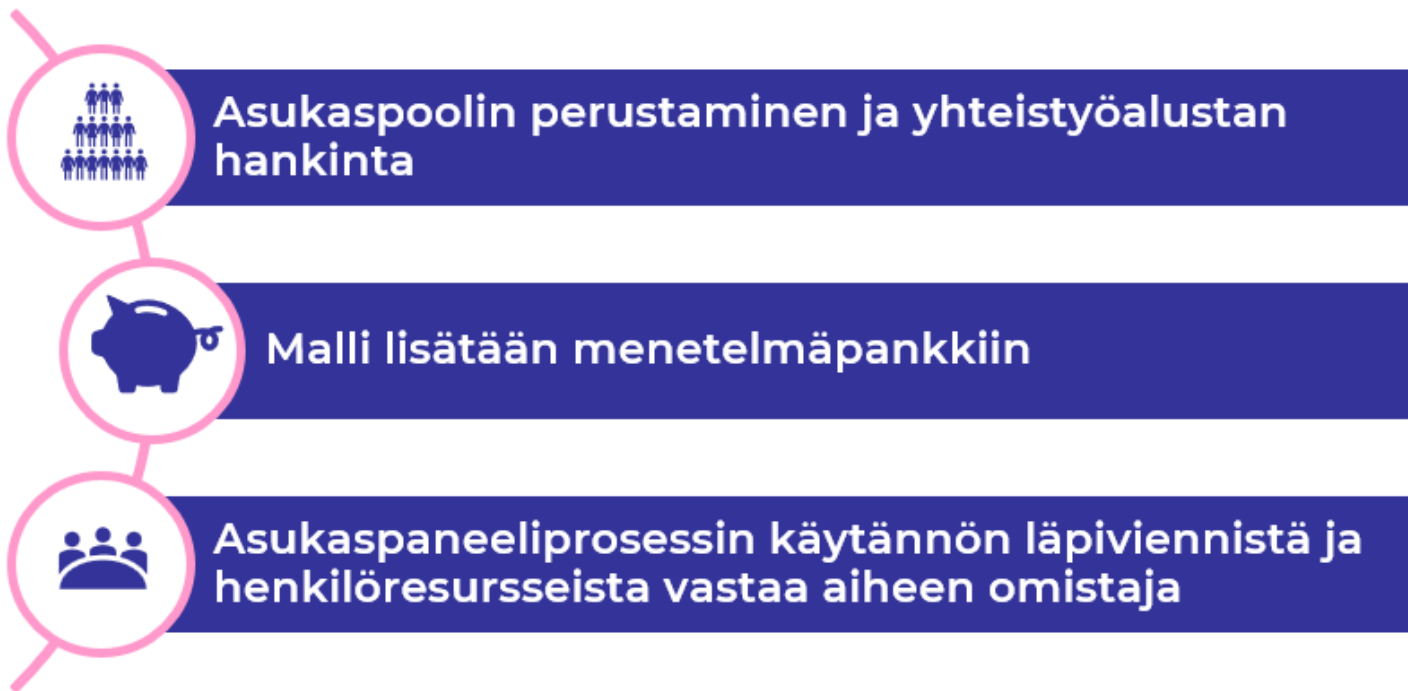 Asukaspoolin perustaminen ja yhteistyöalustan
hankinta
Malli lisätään menetelmäpankkiin
Asukaspaneeliprosessin käytännön läpiviennistä ja
henkilöresursseista vastaa aiheen omistaja